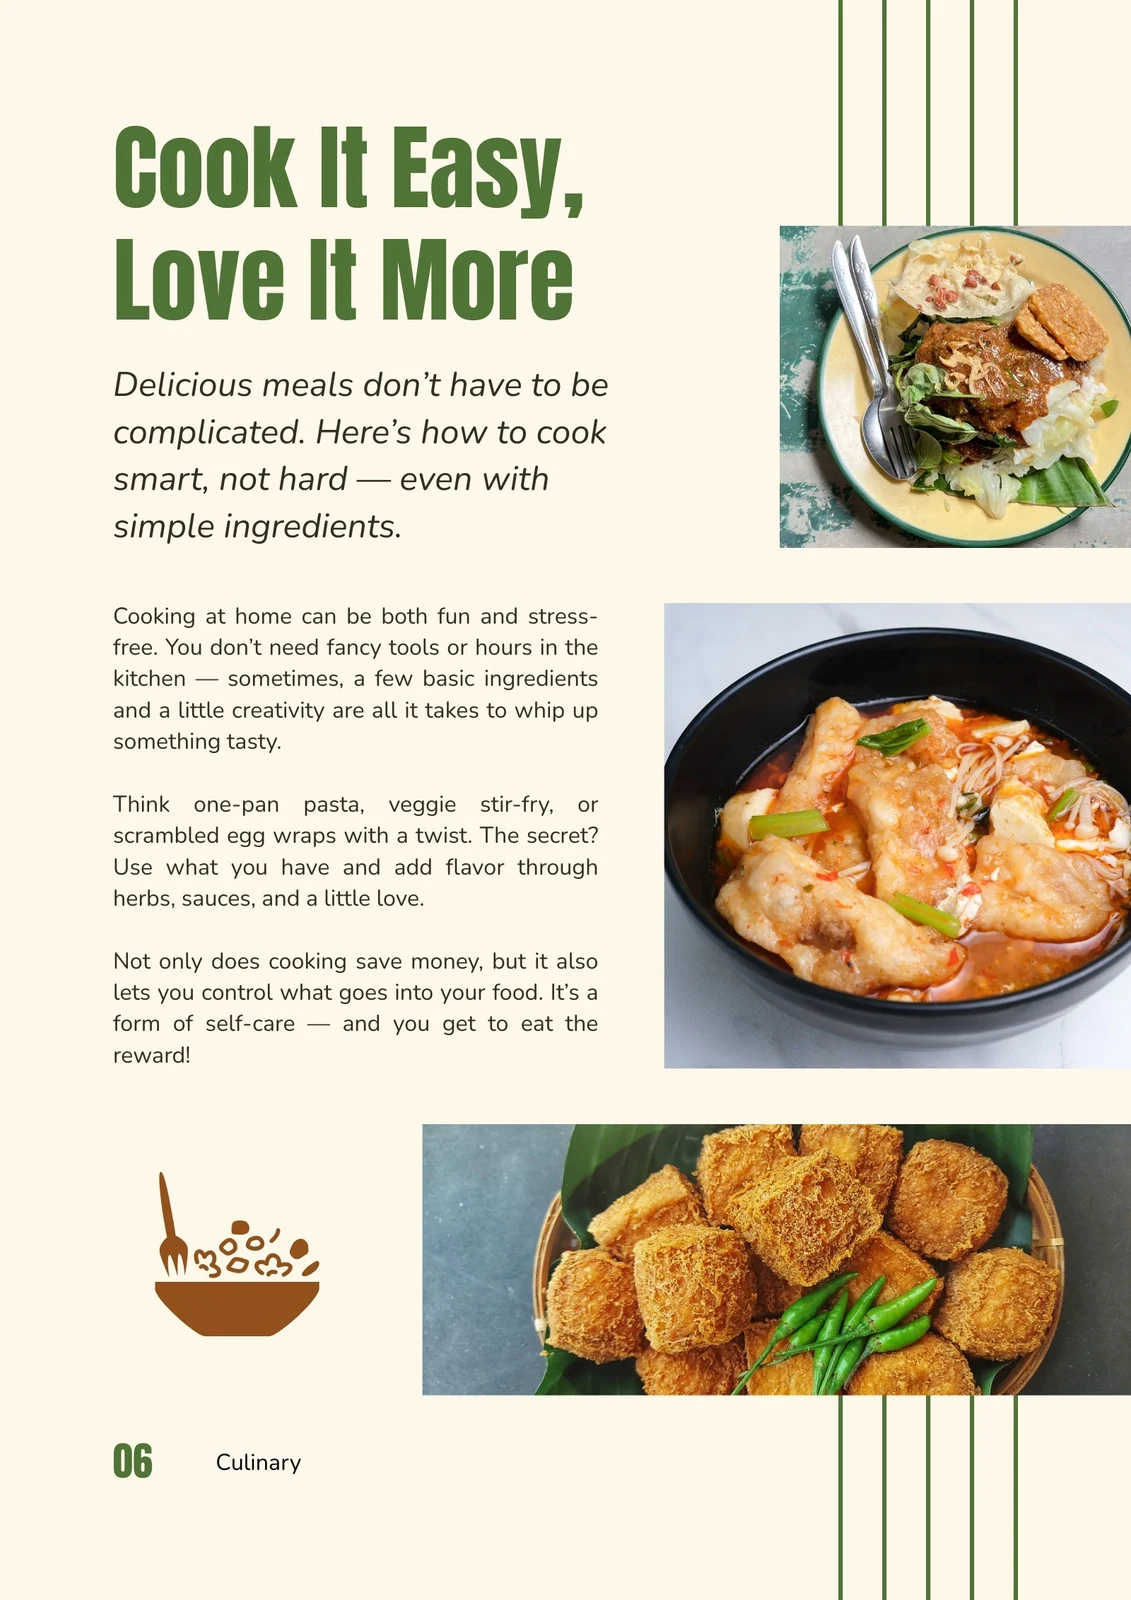 Cook It Easy,
Love It More
Delicious meals don’t have to be
complicated. Here’s how to cook
smart, not hard — even with
simple ingredients.
Cooking at home can be both fun and stress-
free. You don’t need fancy tools or hours in the
kitchen — sometimes, a few basic ingredients
and a little creativity are all it takes to whip up
something tasty.
Think one-pan pasta, veggie stir-fry, or
scrambled egg wraps with a twist. The secret?
Use what you have and add flavor through
herbs, sauces, and a little love.
Not only does cooking save money, but it also
lets you control what goes into your food. It’s a
form of self-care — and you get to eat the
reward!
06
Culinary